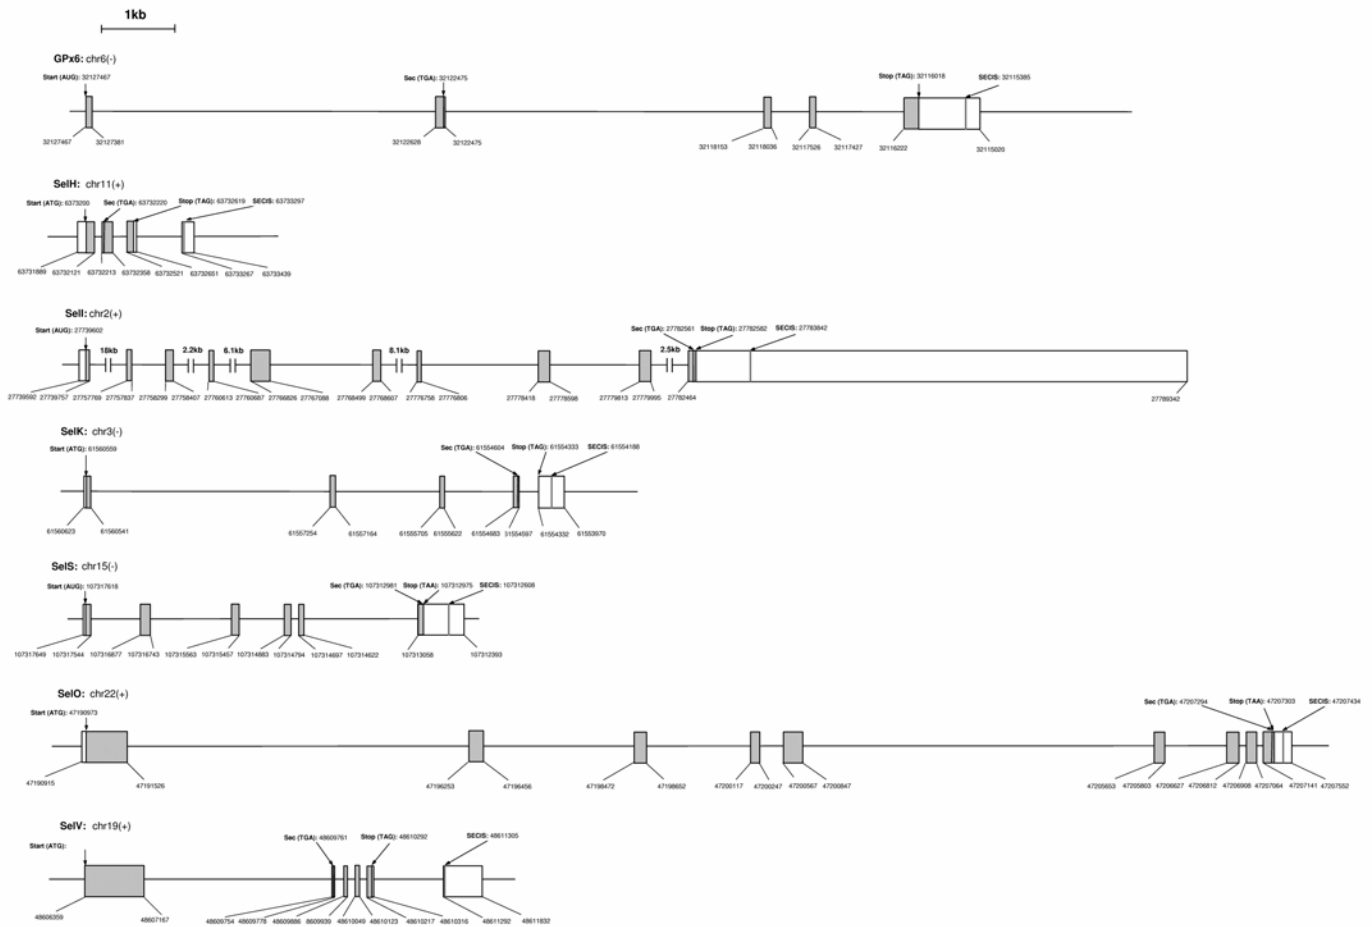 1kb
GPx6: chr6(-)
Start (AUG): 32127467 Sec (TGA): 32122475 Stop (TAG): 32116018 SECIS: 32115385
32127467 32127381 32122628 32122475 32118153 32118036 32117526 32117427 32116222 32115020
SelH: chr11(+)
Start (ATG): 6373200 Sec (TGA): 63732220 Stop (TAG): 63732619 SECIS: 63733297
63731889 63732121 63732213 63732358 63732521 63732651 63733267 63733439
SelI: chr2(+)
Start (AUG): 27739602 Sec (TGA): 27782561 Stop (TAG): 27782582 SECIS: 27783842
18kb 2.2kb 6.1kb 8.1kb 2.5kb
27739592 27739757 27757769 27757837 27758299 27758407 27760613 27760687 27766826 27767088 27768499 27768607 27776758 27776806 27778418 27778598 27779813 27779995 27782464 27789342
SelK: chr3(-)
Start (ATG): 61560559 Sec (TGA): 61554604 Stop (TAG): 61554333 SECIS: 61554188
61560623 61560541 61557254 61557164 61555705 61555622 61554683 61554597 61554332 61553970
SelS: chr15(-)
Start (AUG): 107317618 Sec (TGA): 107312981 Stop (TAA): 107312975 SECIS: 107312608
107317649 107317544 107316877 107316743 107315563 107315457 107314883 107314794 107314697 107314622 107313058 107312393
SelO: chr22(+)
Start (ATG): 47190973 Sec (TGA): 47207294 Stop (TAA): 47207303 SECIS: 47207434
47190915 47191526 47196253 47196456 47198472 47198652 47200117 47200247 47200567 47200847 47205653 47205803 47206627 47206812 47206908 47207064 47207141 47207552
SelV: chr19(+)
Start (ATG): Sec (TGA): 48609761 Stop (TAG): 48610292 SECIS: 48611305
48606359 48607167 48609754 48609778 48609886 8609939 48610049 48610123 48610217 48610316 48611292 48611832